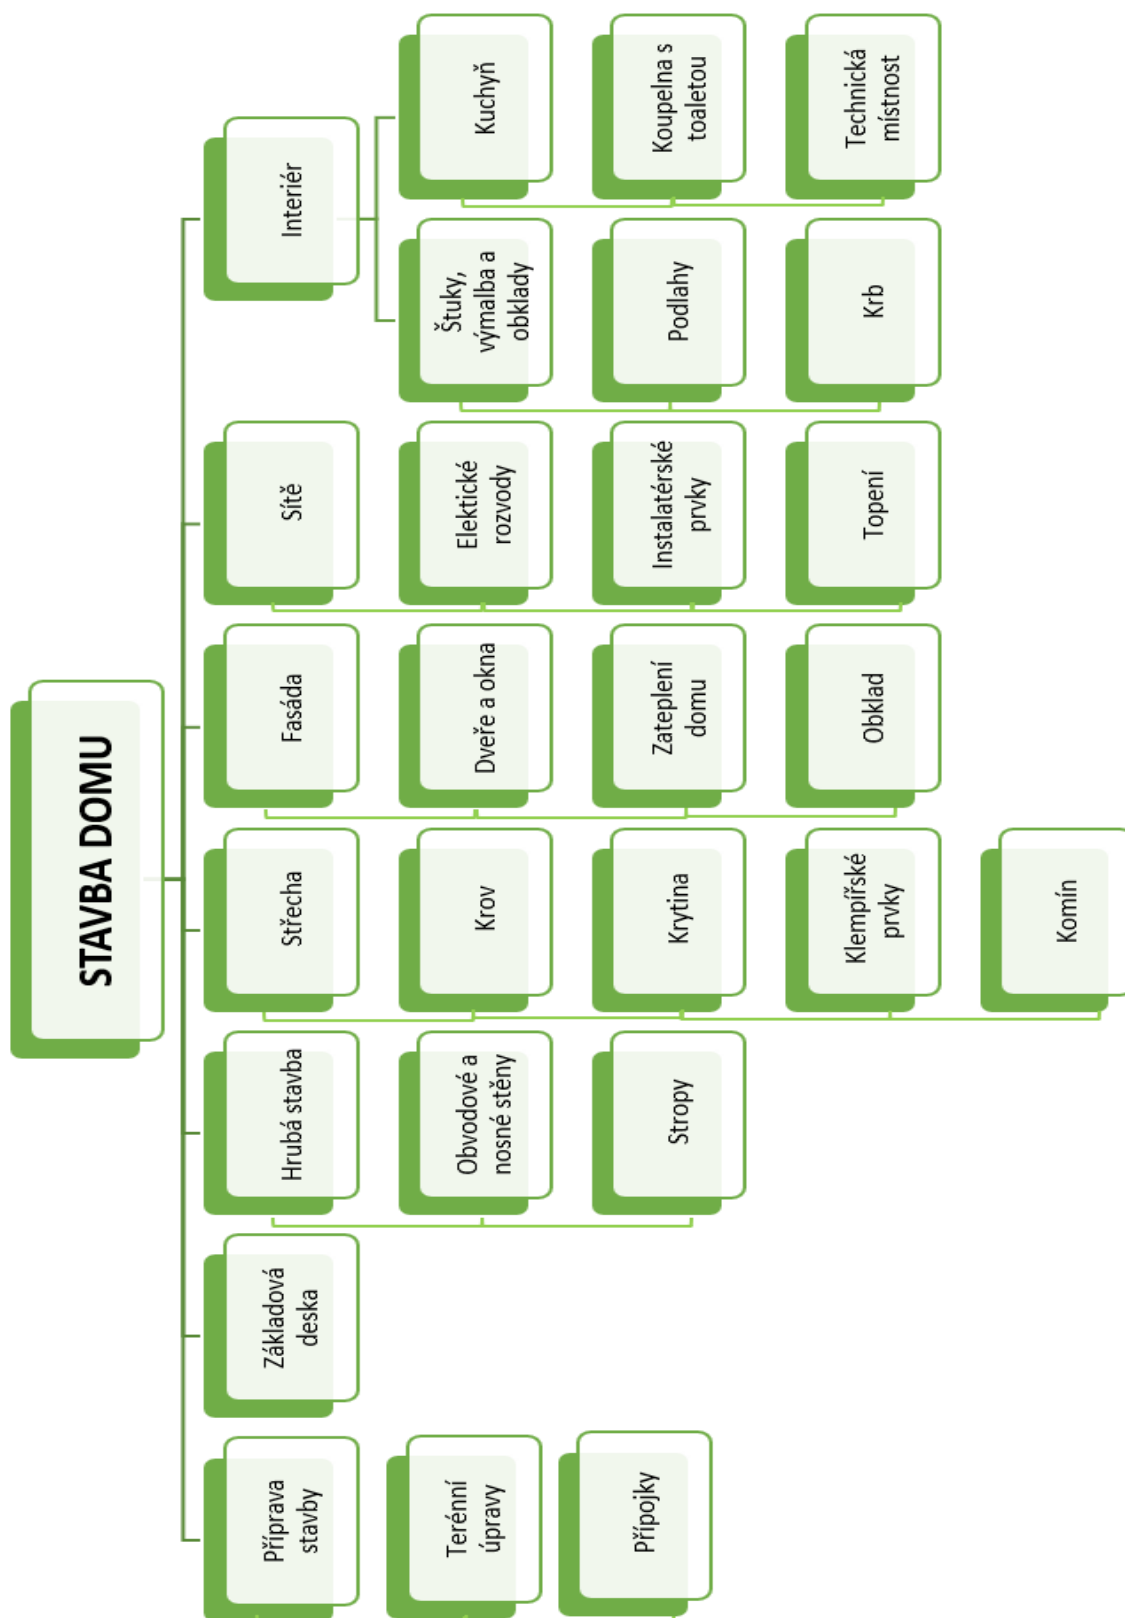 STAVBA DOMU
Příprava
stavby
Terénní
úpravy
Přípojky
Základová
deska
Hrubá stavba
Obvodové a
nosné stěny
Stropy
Střecha
Krov
Krytina
Klempířské
prvky
Komín
Fasáda
Dveře a okna
Zateplení
domu
Obklad
Sítě
Elektické
rozvody
Instalatérské
prvky
Topení
Interiér
Štuky,
výmalba a
obklady
Podlahy
Krb
Kuchyň
Koupelna s
toaletou
Technická
místnost